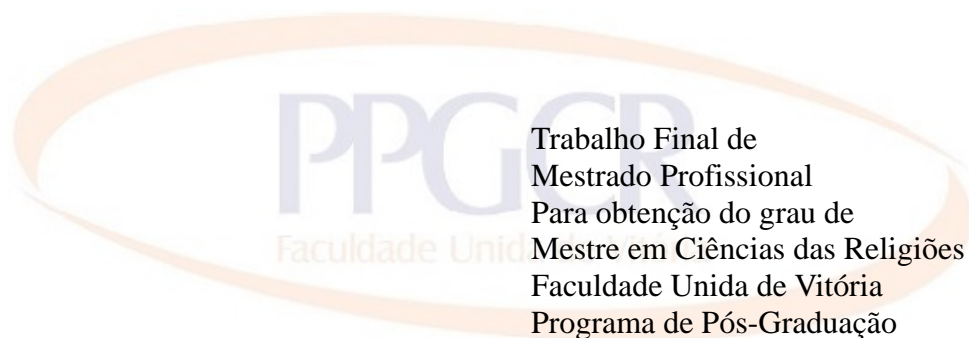 PPGCR
Faculdade Unida de Vitória
Trabalho Final de
Mestrado Profissional
Para obtenção do grau de
Mestre em Ciências das Religiões
Faculdade Unida de Vitória
Programa de Pós-Graduação